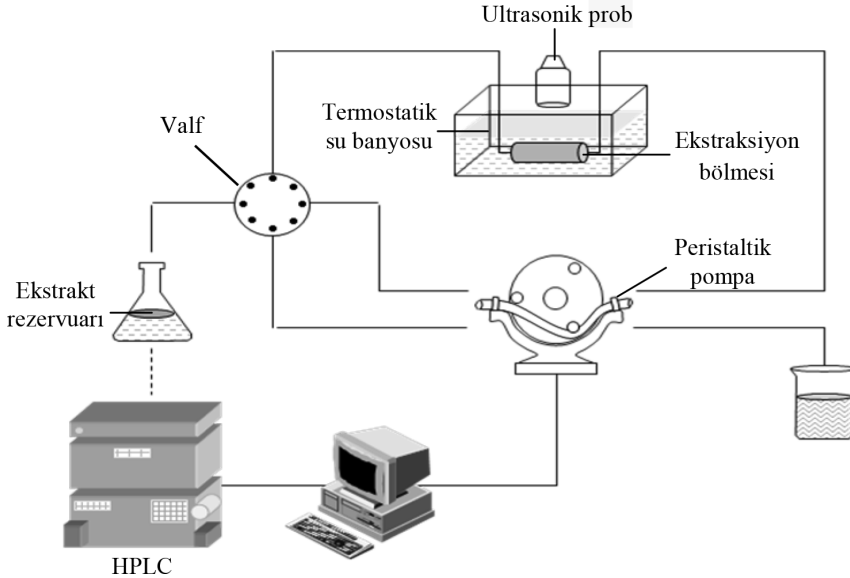 Ultrasonik prob
Termostatik
su banyosu
Valf
Ekstraksiyon
bölmesi
Peristaltik
pompa
Ekstrakt
rezervuarı
HPLC